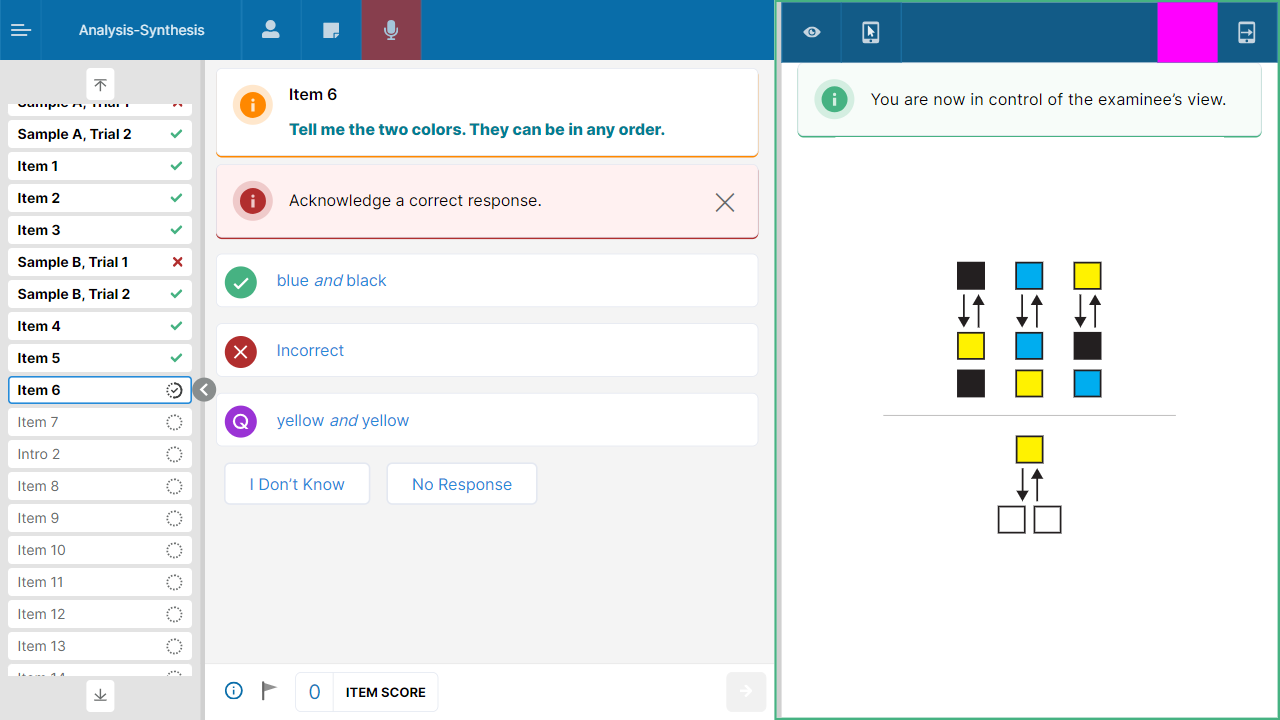 Analysis-Synthesis
Sample A, Trial 1
Sample A, Trial 2
Item 1
Item 2
Item 3
Sample B, Trial 1
Sample B, Trial 2
Item 4
Item 5
Item 6
Item 7
Intro 2
Item 8
Item 9
Item 10
Item 11
Item 12
Item 13
Item 14
Item 6
Tell me the two colors. They can be in any order.
Acknowledge a correct response.
blue and black
Incorrect
Q
yellow and yellow
I Don’t Know
No Response
0
ITEM SCORE
You are now in control of the examinee’s view.